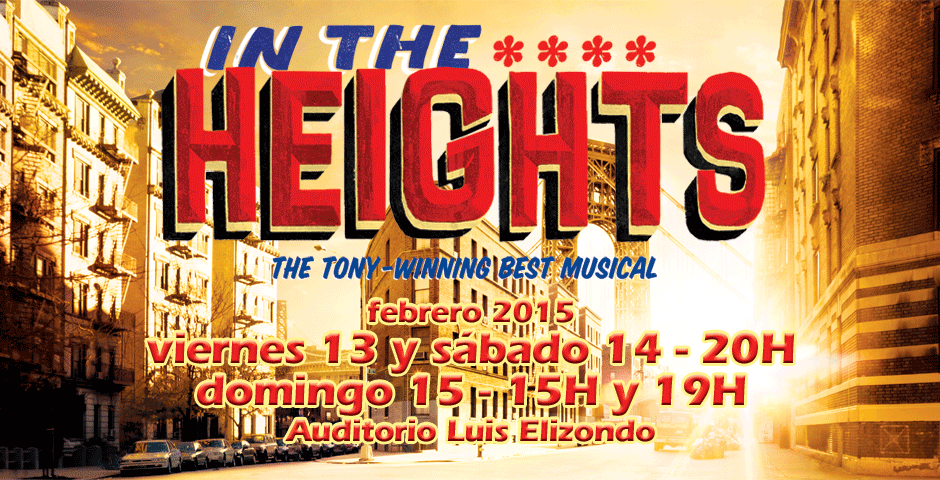 IN THE ****
HEIGHTS
THE TONY-WINNING BEST MUSICAL
febrero 2015
viernes 13 y sábado 14 - 20H
domingo 15 - 15H y 19H
Auditorio Luis Elizondo